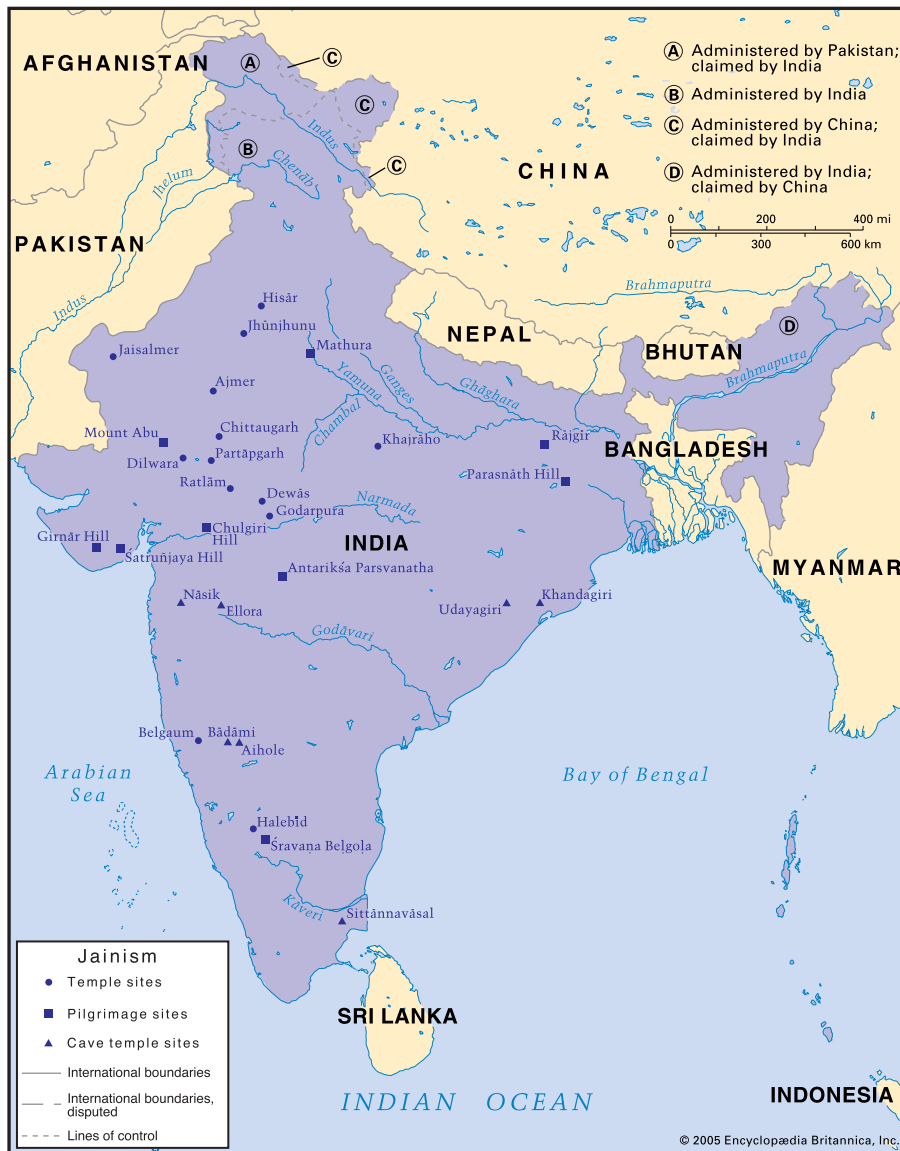 AFGHANISTAN
A
C
C
B
C
Indus
Chenāb
Jhelum
CHINA
PAKISTAN
Indus
A Administered by Pakistan;
claimed by India
B Administered by India
C Administered by China;
claimed by India
D Administered by India;
claimed by China
0 200 400 mi
0 300 600 km
Brahmaputra
D
NEPAL
BHUTAN
Brahmaputra
Hisār
Jhūnjhunu
Jaisalmer
Mathura
Ajmer
Yamuna
Ganges
Ghāghara
Chambal
Chittaugarh
Mount Abu
Khajrāho
Rājgīr
BANGLADESH
Dilwara
Partāpgarh
Parasnāth Hill
Ratlām
Dewās
Narmada
Godarpura
Girnār Hill
Chulgiri
Hill
INDIA
Śatruñjaya Hill
MYANMAR
Antariksá Parsvanatha
Nāsik
Ellora
Udayagiri
Khandagiri
Godāvari
Belgaum
Bādāmi
Aihole
Arabian
Sea
Bay of Bengal
Halebīd
Śravaṇa Beḷgoḷa
Kāveri
Sittānnavāsal
SRI LANKA
INDIAN OCEAN
INDONESIA
Jainism
Temple sites
Pilgrimage sites
Cave temple sites
International boundaries
International boundaries,
disputed
Lines of control
© 2005 Encyclopædia Britannica, Inc.